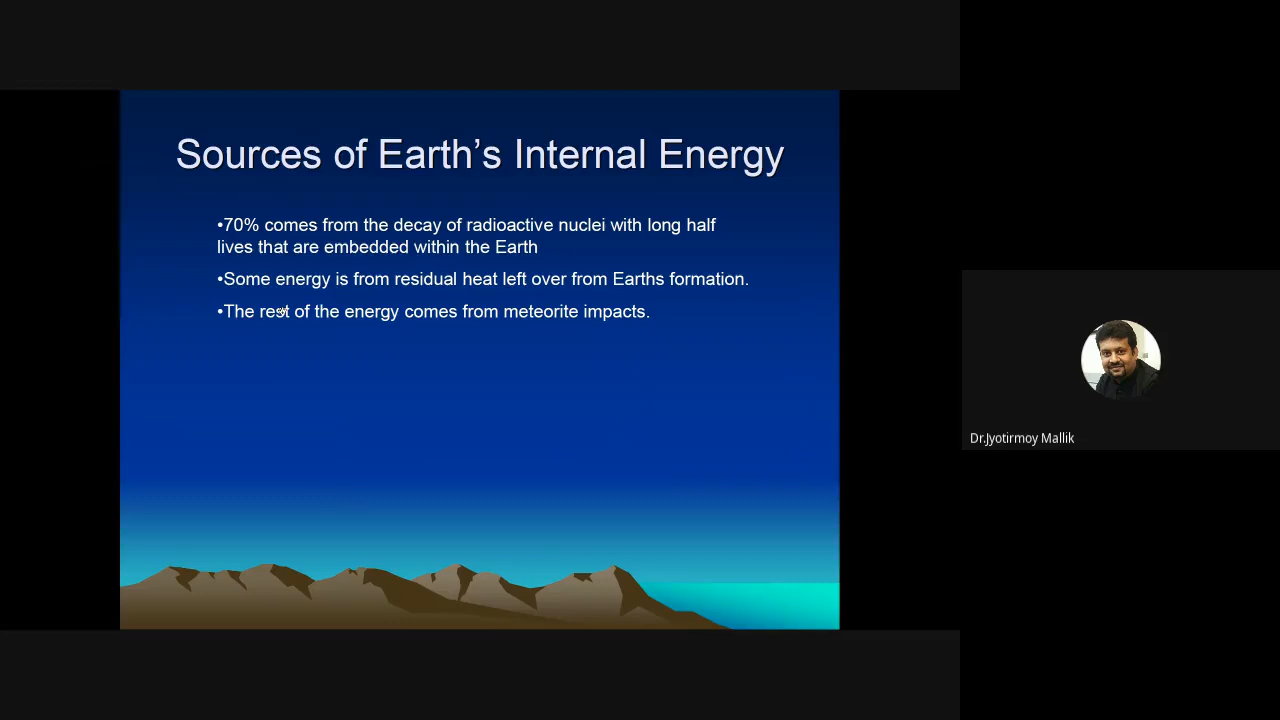 Sources of Earth’s Internal Energy
•70% comes from the decay of radioactive nuclei with long half
lives that are embedded within the Earth
•Some energy is from residual heat left over from Earths formation.
•The rest of the energy comes from meteorite impacts.
Dr.Jyotirmoy Mallik